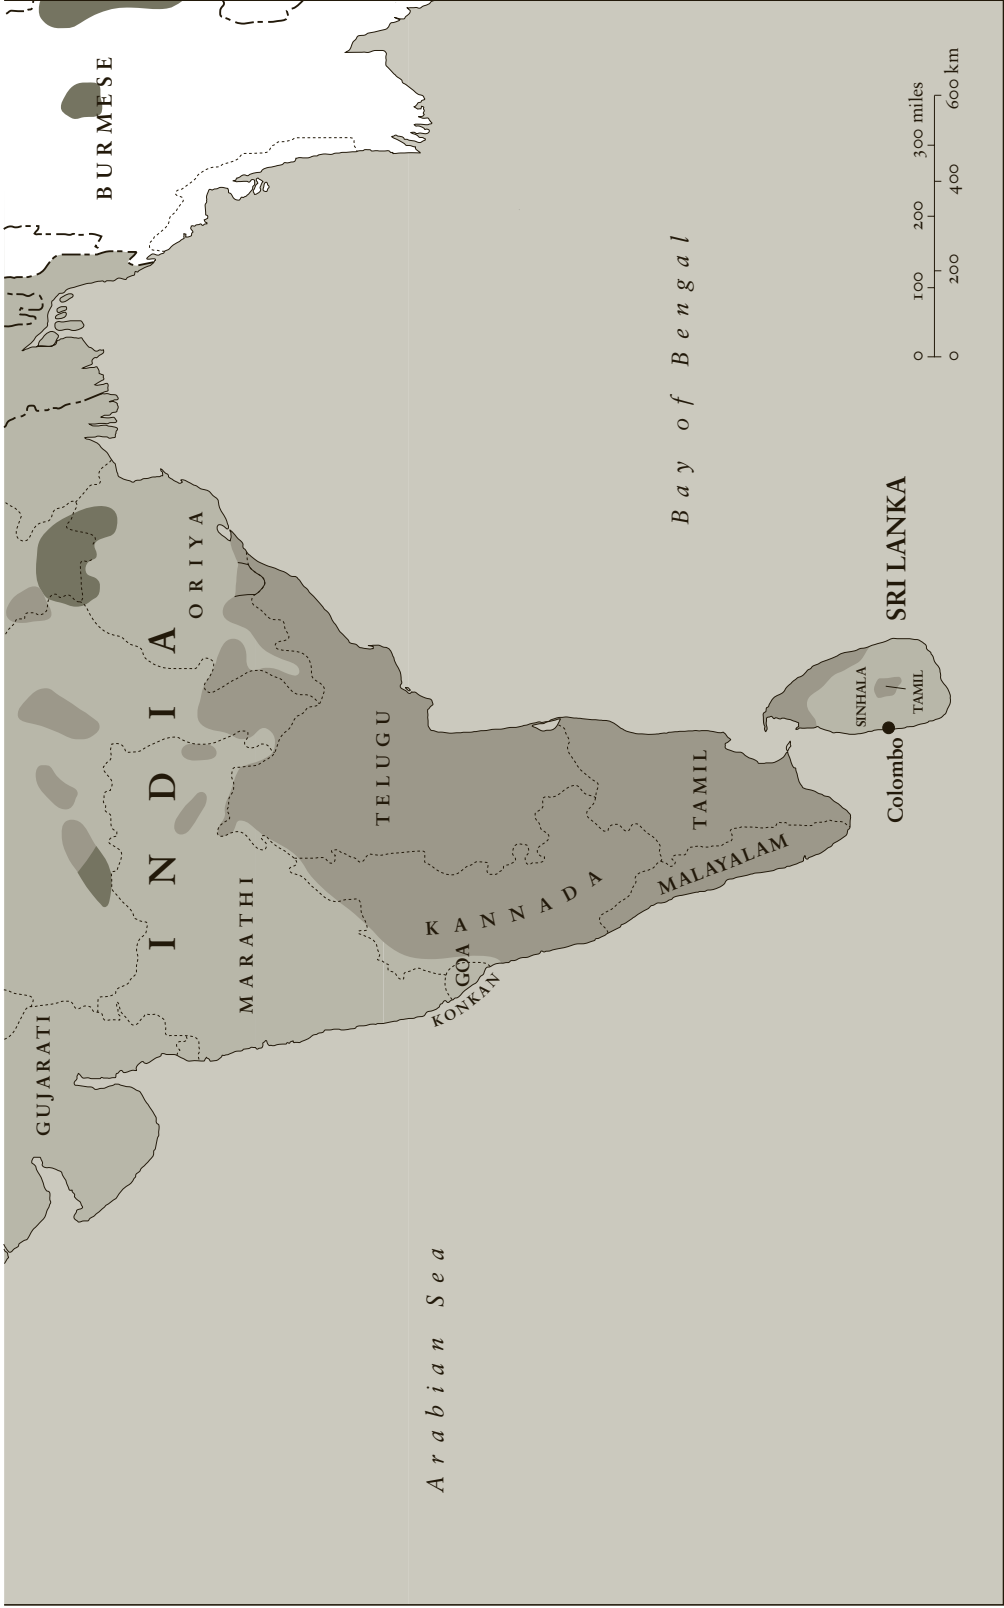 BURMESE
GUJARATI
INDIA
ORIYA
MARATHI
TELUGU
KANNADA
GOA
KONKAN
TAMIL
MALAYALAM
Arabian Sea
Bay of Bengal
SRI LANKA
SINHALA
TAMIL
Colombo
0 100 200 300 miles
0 200 400 600 km